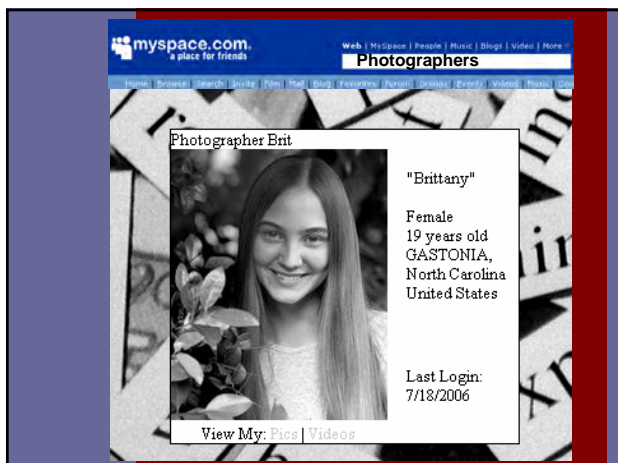 myspace.com.
a place for friends
Web | MySpace | People | Music | Blogs | Video | More
Photographers
Home | Browse | Search | Invite | Film | Mail | Blog | Favorites | Forum | Groups | Events | Videos | Music |
Photographer Brit
"Brittany"
Female
19 years old
GASTONIA,
North Carolina
United States
Last Login:
7/18/2006
View My: Pics | Videos